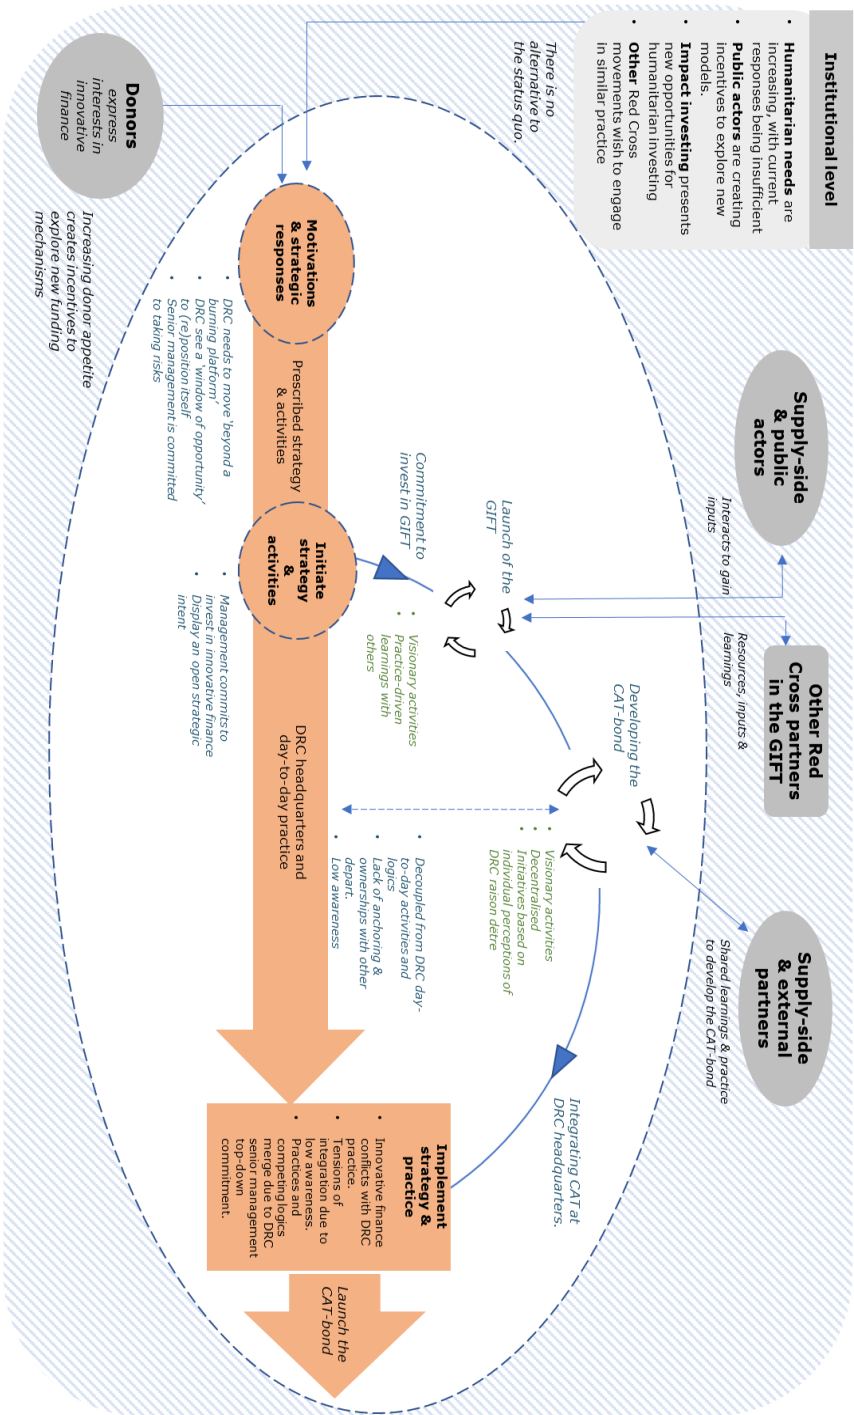 Institutional level
• Humanitarian needs are
increasing, with current
responses being insufficient
• Public actors are creating
incentives to explore new
models.
• Impact investing presents
new opportunities for
humanitarian investing
• Other Red Cross
movements wish to engage
in similar practice
There is no
alternative to
the status quo.
Donors
express
interests in
innovative
finance
Increasing donor appetite
creates incentives to
explore new funding
mechanisms
Supply-side
& public
actors
Interacts to gain
inputs
Other Red
Cross partners
in the GIFT
Resources, inputs &
learnings
Supply-side
& external
partners
Shared learnings & practice
to develop the CAT-bond
Motivations
& strategic
responses
• DRC needs to move 'beyond a
burning platform'
• DRC see a 'window of opportunity'
to (re)position itself
• Senior management is committed
to taking risks
Prescribed strategy
& activities
Initiate
strategy
&
activities
• Management commits to
invest in innovative finance
• Display an open strategic
intent
Commitment to
invest in GIFT
Launch of the
GIFT
• Visionary activities
• Practice-driven
learnings with
others
Developing the
CAT-bond
• Visionary activities
• Decentralised
• Initiatives based on
individual perceptions of
DRC raison dètre
• Decoupled from DRC day-
to-day activities and
logics
• Lack of anchoring &
ownerships with other
depart.
• Low awareness
DRC headquarters and
day-to-day practice
Integrating CAT at
DRC headquarters.
Implement
strategy &
practice
• Innovative finance
conflicts with DRC
practice.
• Tensions of
integration due to
low awareness.
• Practices and
competing logics
merge due to DRC
senior management
top-down
commitment.
Launch the
CAT-bond